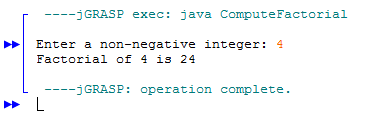 ----jGRASP exec: java ComputeFactorial
Enter a non-negative integer: 4
Factorial of 4 is 24
----jGRASP: operation complete.